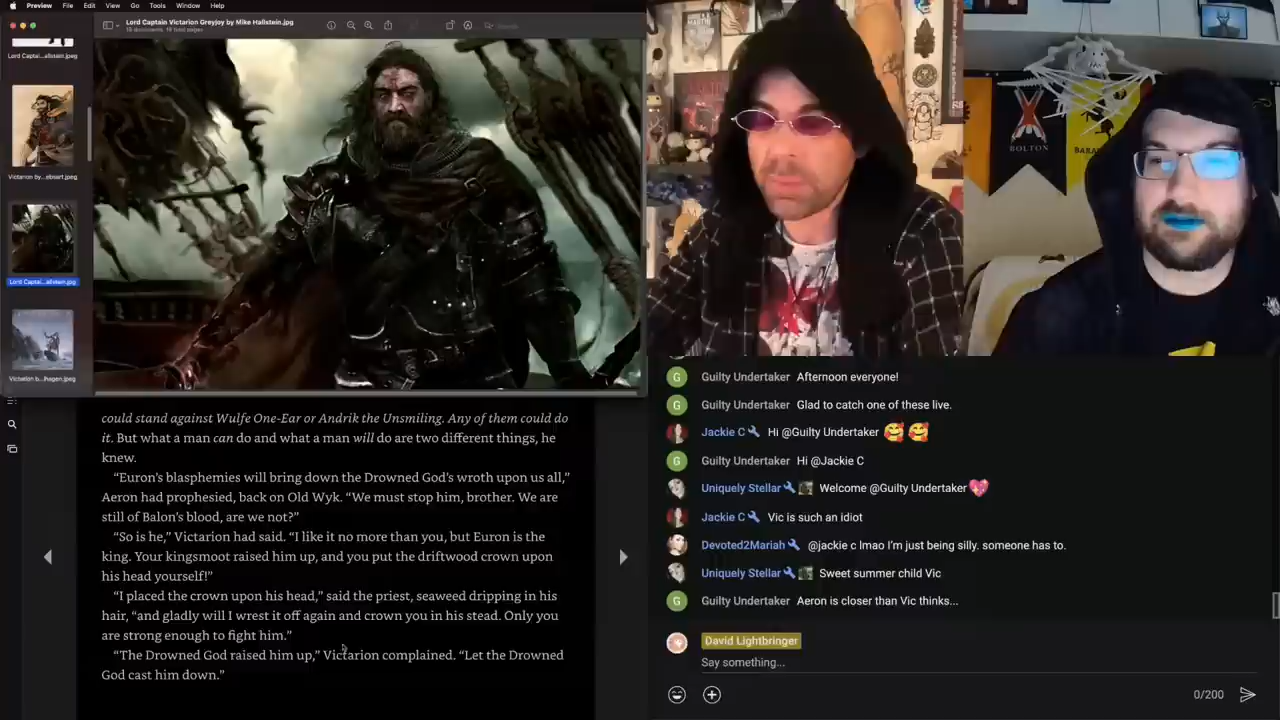 Preview File Edit View Go Tools Window Help
Lord Captain Victarion Greyjoy by Mike Hallstein.jpg
Lord Captai...allstein.jpeg
Lord Captai...allstein.jpg
BOLTON
could stand against Wulfe One-Ear or Andrik the Unsmiling. Any of them could do
it. But what a man can do and what a man will do are two different things, he
knew.
“Euron’s blasphemies will bring down the Drowned God’s wroth upon us all,”
Aeron had prophesied, back on Old Wyk. “We must stop him, brother. We are
still of Balon’s blood, are we not?”
“So is he,” Victarion had said. “I like it no more than you, but Euron is the
king. Your kingsmoot raised him up, and you put the driftwood crown upon
his head yourself!”
“I placed the crown upon his head,” said the priest, seaweed dripping in his
hair, “and gladly will I wrest it off again and crown you in his stead. Only you
are strong enough to fight him.”
“The Drowned God raised him up,” Victarion complained. “Let the Drowned
God cast him down.”
G Guilty Undertaker Afternoon everyone!
G Guilty Undertaker Glad to catch one of these live.
Jackie C Hi @Guilty Undertaker
G Guilty Undertaker Hi @Jackie C
Uniquely Stellar Welcome @Guilty Undertaker
Jackie C Vic is such an idiot
Devoted2Mariah @jackie c lmao I'm just being silly. someone has to.
Uniquely Stellar Sweet summer child Vic
G Guilty Undertaker Aeron is closer than Vic thinks...
David Lightbringer
Say something...
0/200